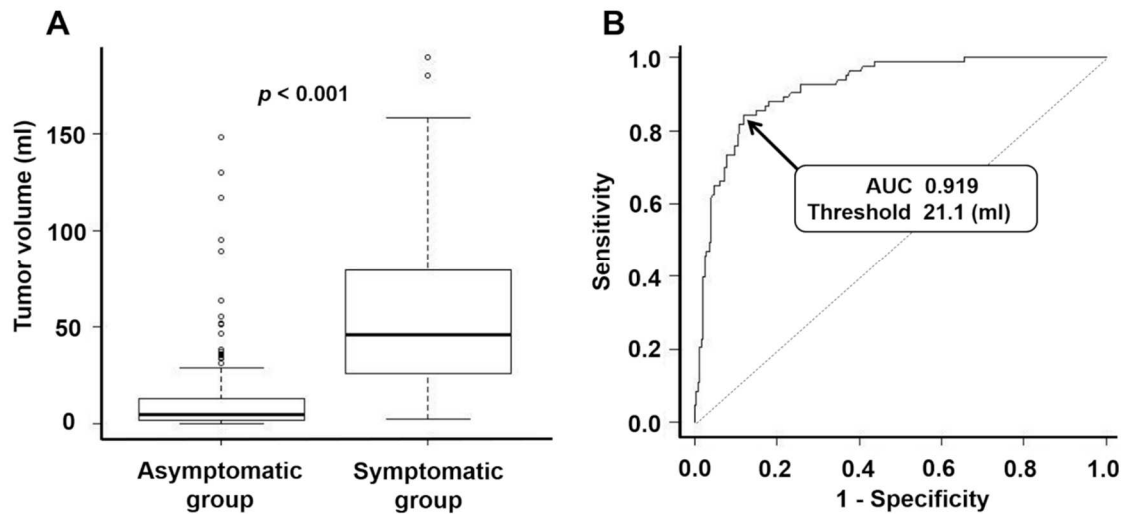 A
p < 0.001
Tumor volume (ml)
150
100
50
0
Asymptomatic
group
Symptomatic
group
B
Sensitivity
1.0
0.8
0.6
0.4
0.2
0.0
AUC 0.919
Threshold 21.1 (ml)
0.0 0.2 0.4 0.6 0.8 1.0
1 - Specificity